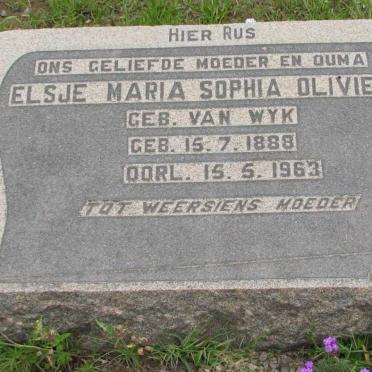 HIER RUS
ONS GELIEFDE MOEDER EN OUMA
ELSJE MARIA SOPHIA OLIVIE
GEB. VAN WYK
GEB. 15.7.1888
OORL. 15.5.1963
TOT WEERSIENS MOEDER